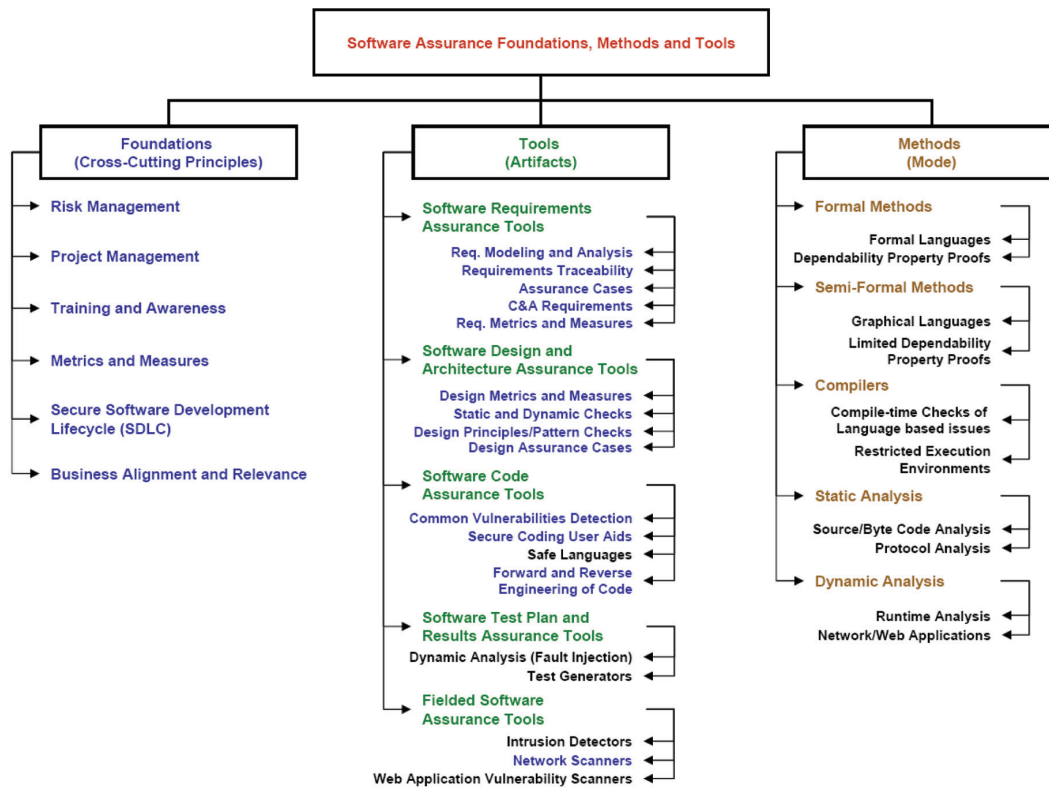 Software Assurance Foundations, Methods and Tools
Foundations
(Cross-Cutting Principles)
Risk Management
Project Management
Training and Awareness
Metrics and Measures
Secure Software Development
Lifecycle (SDLC)
Business Alignment and Relevance
Tools
(Artifacts)
Software Requirements
Assurance Tools
Req. Modeling and Analysis
Requirements Traceability
Assurance Cases
C&A Requirements
Req. Metrics and Measures
Software Design and
Architecture Assurance Tools
Design Metrics and Measures
Static and Dynamic Checks
Design Principles/Pattern Checks
Design Assurance Cases
Software Code
Assurance Tools
Common Vulnerabilities Detection
Secure Coding User Aids
Safe Languages
Forward and Reverse
Engineering of Code
Software Test Plan and
Results Assurance Tools
Dynamic Analysis (Fault Injection)
Test Generators
Fielded Software
Assurance Tools
Intrusion Detectors
Network Scanners
Web Application Vulnerability Scanners
Methods
(Mode)
Formal Methods
Formal Languages
Dependability Property Proofs
Semi-Formal Methods
Graphical Languages
Limited Dependability
Property Proofs
Compilers
Compile-time Checks of
Language based issues
Restricted Execution
Environments
Static Analysis
Source/Byte Code Analysis
Protocol Analysis
Dynamic Analysis
Runtime Analysis
Network/Web Applications